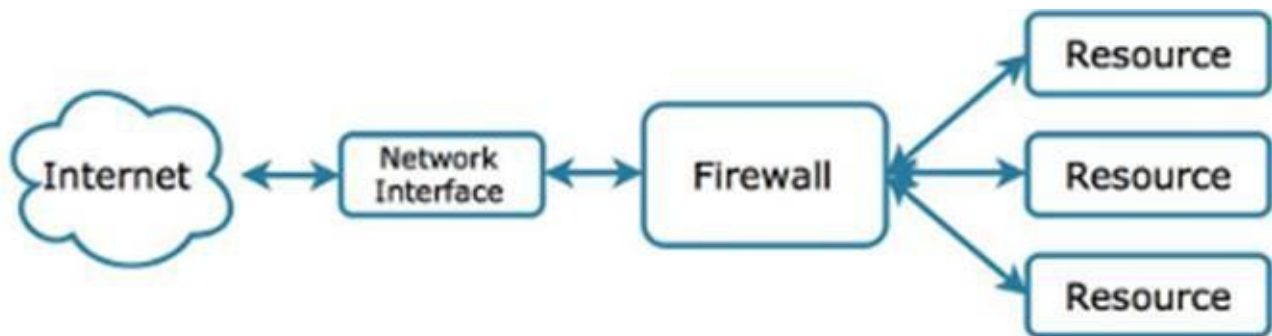 Internet
Network
Interface
Firewall
Resource
Resource
Resource